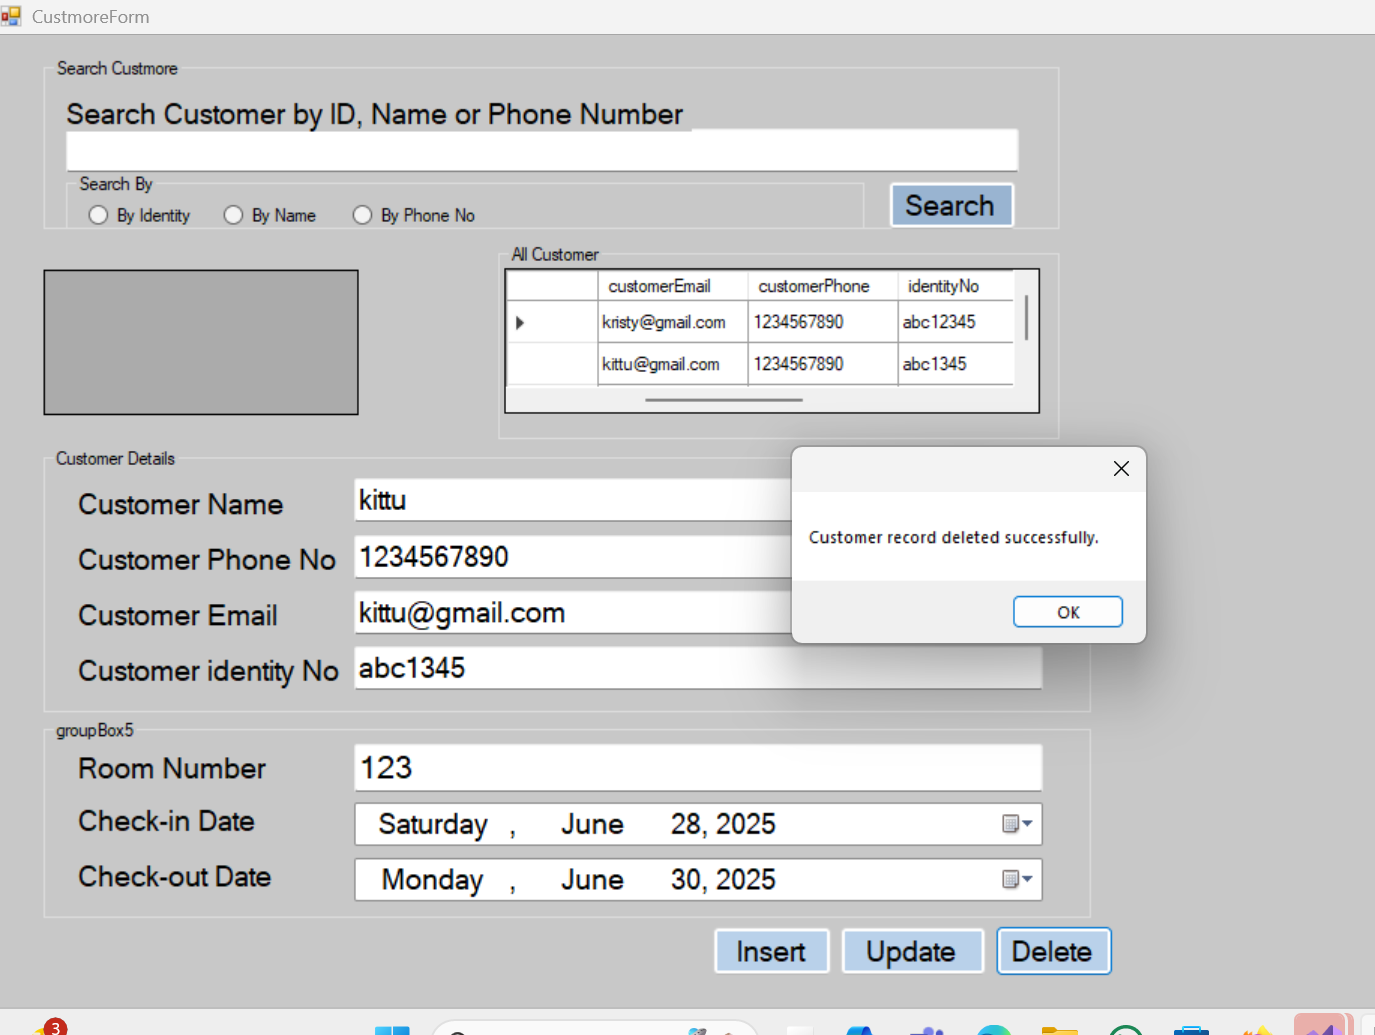 CustmoreForm
Search Custmore
Search Customer by ID, Name or Phone Number
Search By
By Identity By Name By Phone No
Search
All Customer
customerEmail customerPhone identityNo
kristy@gmail.com 1234567890 abc12345
kittu@gmail.com 1234567890 abc1345
Customer Details
Customer Name kittu
Customer Phone No 1234567890
Customer Email kittu@gmail.com
Customer identity No abc1345
Customer record deleted successfully.
OK
groupBox5
Room Number 123
Check-in Date Saturday , June 28, 2025
Check-out Date Monday , June 30, 2025
Insert Update Delete
3